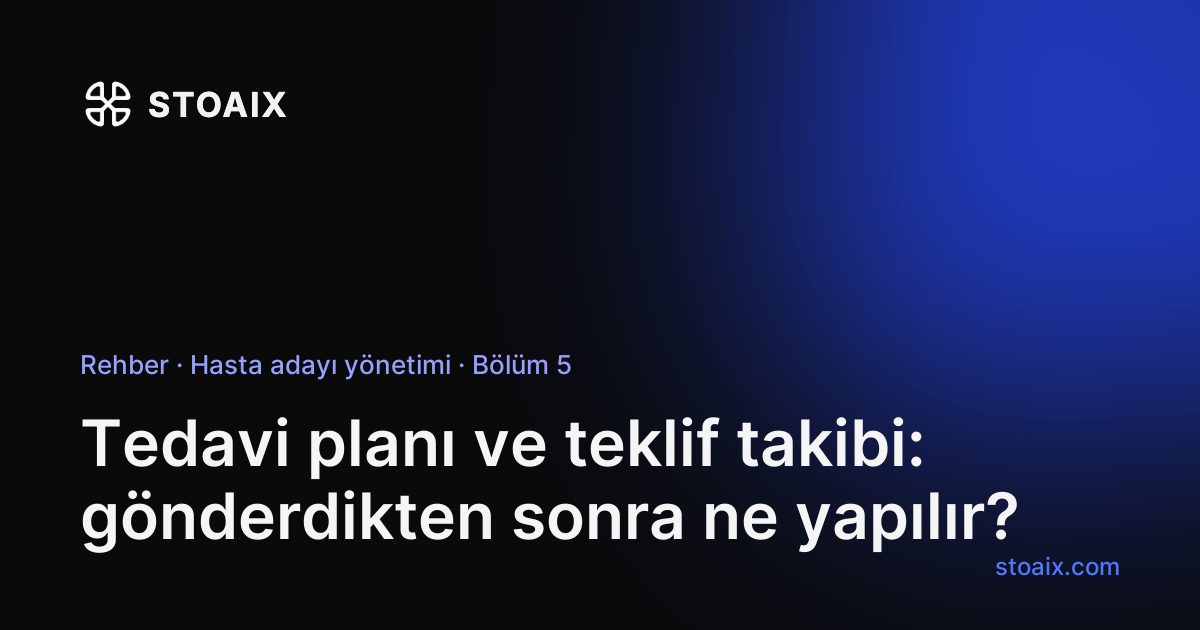 STOAIX
Rehber · Hasta adayı yönetimi · Bölüm 5
Tedavi planı ve teklif takibi:
gönderdikten sonra ne yapılır?
stoaix.com